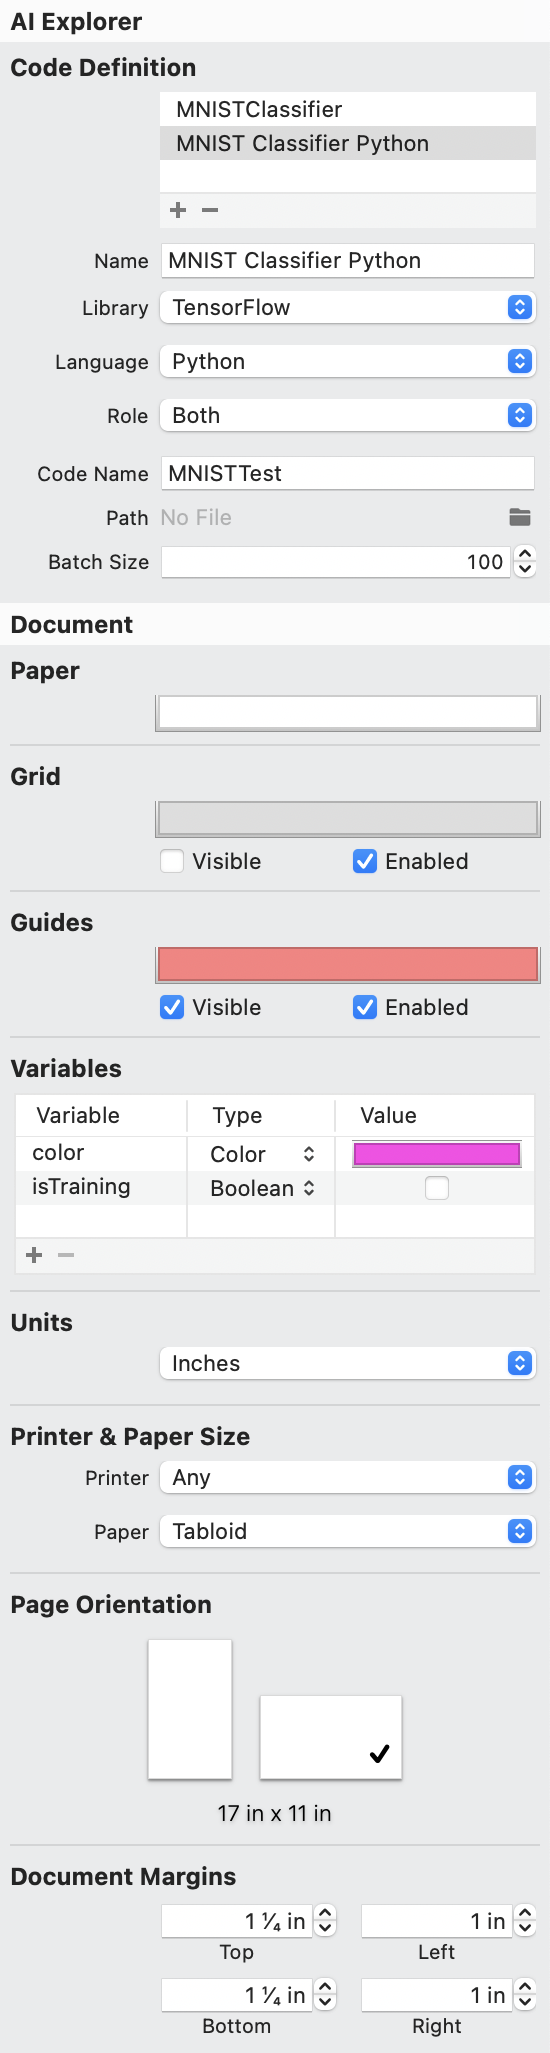 AI Explorer
Code Definition
MNISTClassifier
MNIST Classifier Python
Name MNIST Classifier Python
Library TensorFlow
Language Python
Role Both
Code Name MNISTTest
Path No File
Batch Size 100
Document
Paper
Grid
Visible Enabled
Guides
Visible Enabled
Variables
Variable Type Value
color Color
isTraining Boolean
Units
Inches
Printer & Paper Size
Printer Any
Paper Tabloid
Page Orientation
17 in x 11 in
Document Margins
1 ¼ in 1 in
Top Left
1 ¼ in 1 in
Bottom Right